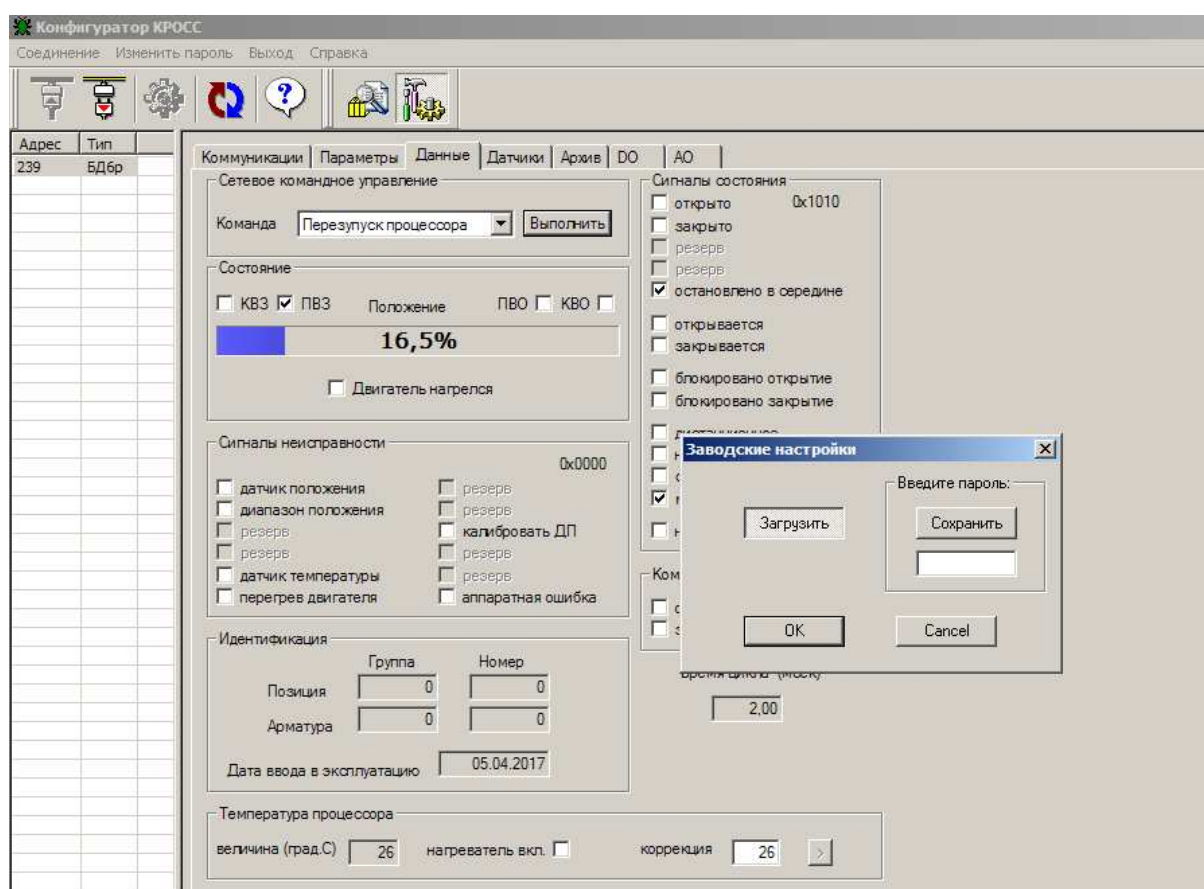 Конфигуратор КРОСС
Соединение Изменить пароль Выход Справка
Адрес Тип
239 БД6р
Коммуникации Параметры Данные Датчики Архив DO AO
Сетевое командное управление
Команда Перезупуск процессора Выполнить
Состояние
КВЗ ПВЗ Положение ПВО КВО
16,5%
Двигатель нагрелся
Сигналы неисправности
0x0000
датчик положения резерв
диапазон положения резерв
резерв калибровать ДП
резерв резерв
датчик температуры резерв
перегрев двигателя аппаратная ошибка
Идентификация
Группа Номер
Позиция 0 0
Арматура 0 0
Дата ввода в эксплуатацию 05.04.2017
Сигналы состояния
открыто 0x1010
закрыто
резерв
резерв
остановлено в середине
открывается
закрывается
блокировано открытие
блокировано закрытие
Заводские настройки
Введите пароль:
Загрузить Сохранить
OK Cancel
2,00
Температура процессора
величина (град.С) 26 нагреватель вкл. коррекция 26 >